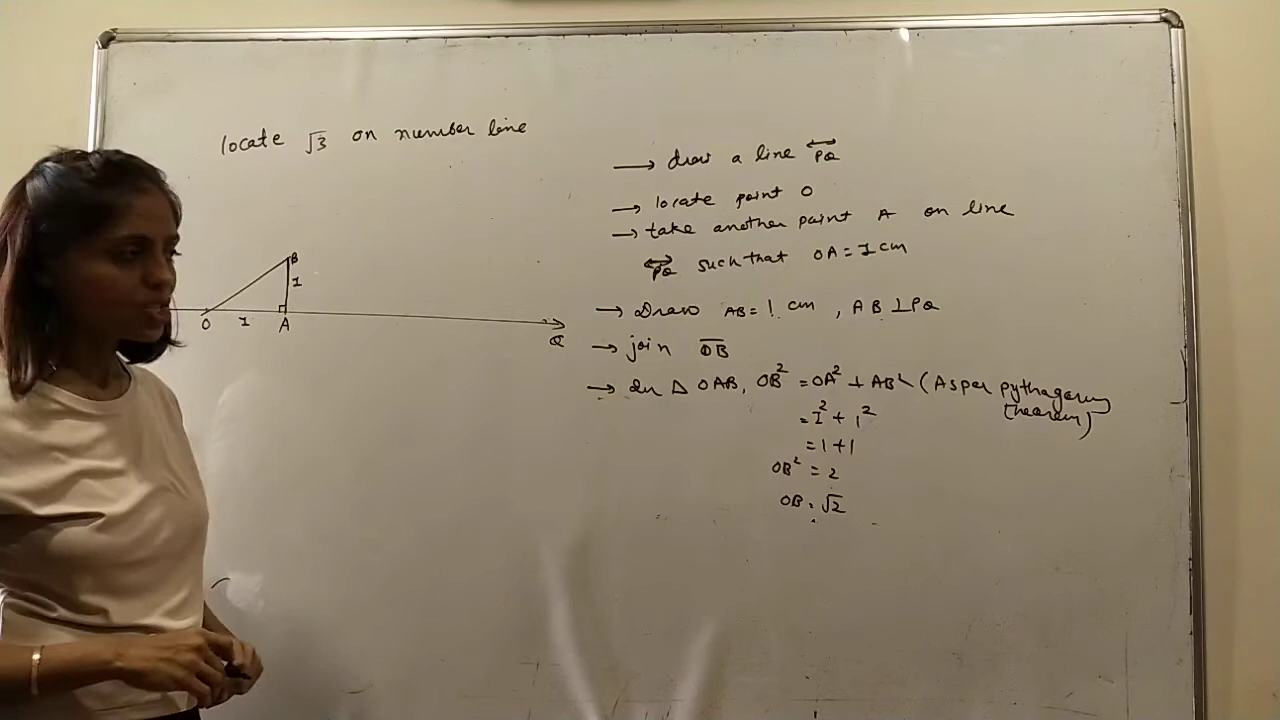 locate √3 on number line
→ draw a line PQ
→ locate point O
→ take another point A on line
PQ such that OA = 1 cm
→ Draw AB = 1 cm, AB ⊥ PQ
→ join OB
→ In Δ OAB, OB² = OA² + AB² (As per pythagorus
theorem)
= 1² + 1²
= 1 + 1
OB² = 2
OB = √2
B
1
O
1
A
Q